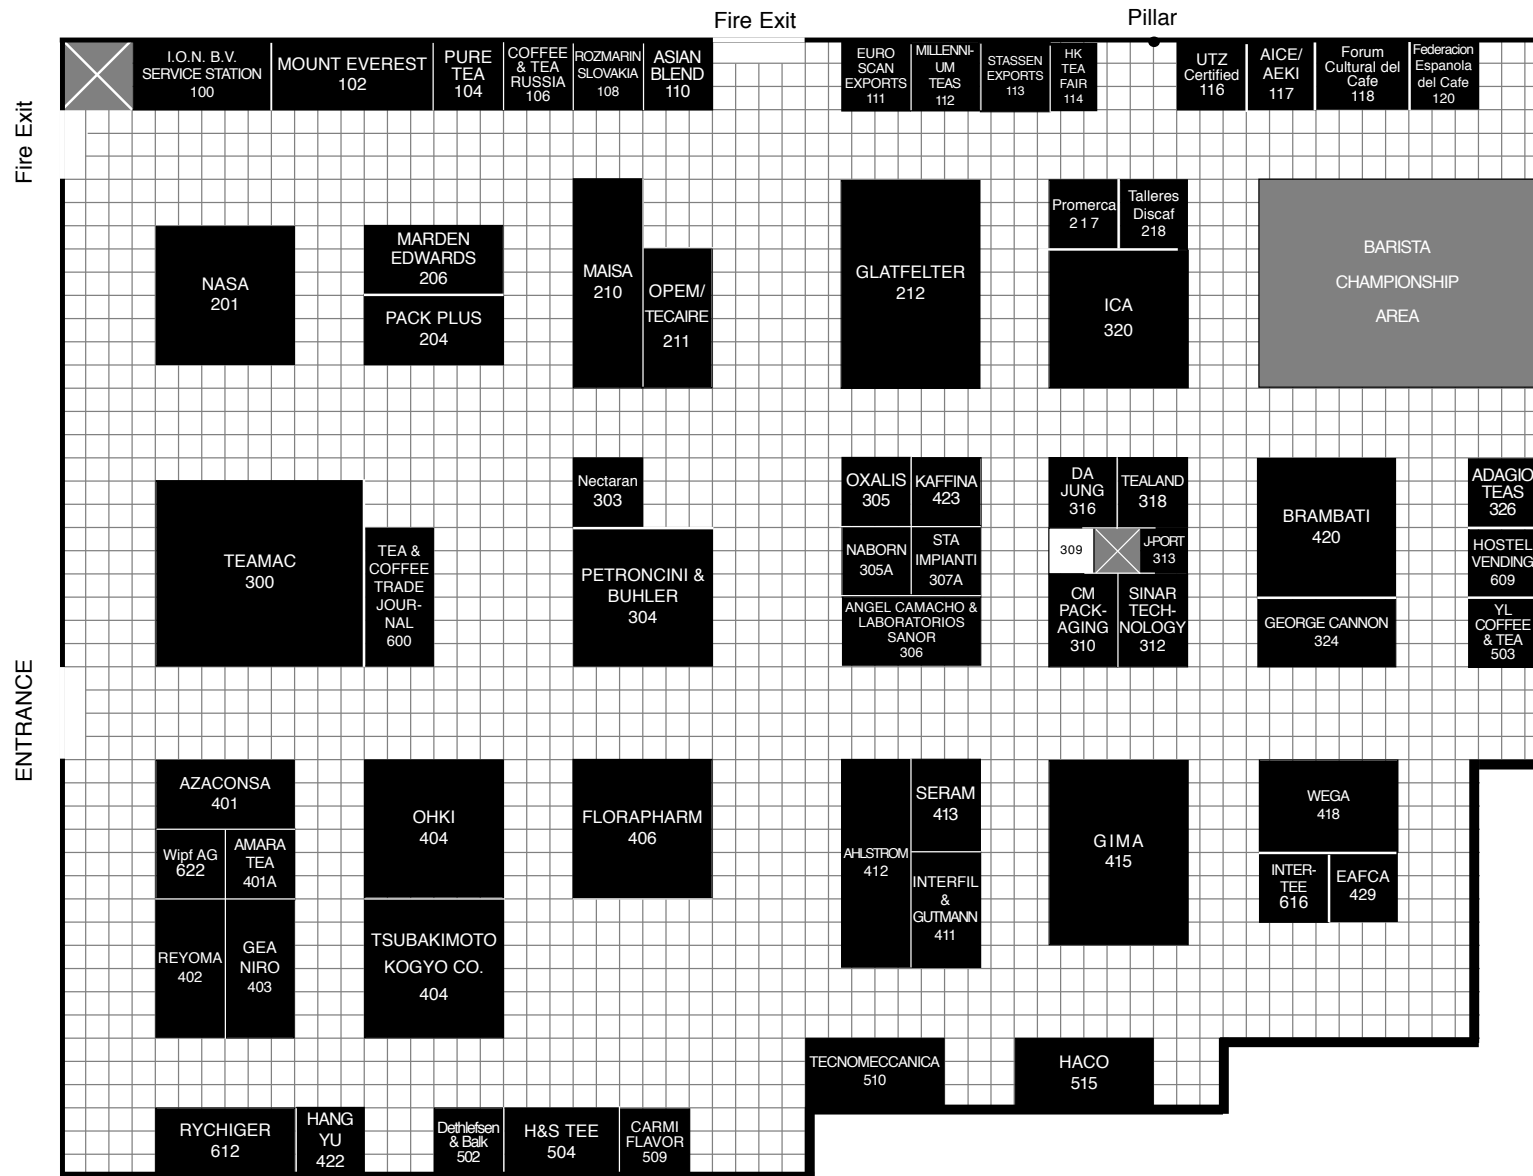 Fire Exit
Pillar
I.O.N. B.V.
SERVICE STATION
100
MOUNT EVEREST
102
PURE
TEA
104
COFFEE
& TEA
RUSSIA
106
ROZMARIN
SLOVAKIA
108
ASIAN
BLEND
110
EURO
SCAN
EXPORTS
111
MILLENNI-
UM
TEAS
112
STASSEN
EXPORTS
113
HK
TEA
FAIR
114
UTZ
Certified
116
AICE/
AEKI
117
Forum
Cultural del
Cafe
118
Federacion
Espanola
del Cafe
120
Fire Exit
NASA
201
MARDEN
EDWARDS
206
PACK PLUS
204
MAISA
210
OPEM/
TECAIRE
211
GLATFELTER
212
Promerca
217
Talleres
Discaf
218
ICA
320
BARISTA
CHAMPIONSHIP
AREA
TEAMAC
300
TEA &
COFFEE
TRADE
JOUR-
NAL
600
Nectaran
303
PETRONCINI &
BUHLER
304
OXALIS
305
KAFFINA
423
NABORN
305A
STA
IMPIANTI
307A
ANGEL CAMACHO &
LABORATORIOS
SANOR
306
DA
JUNG
316
TEALAND
318
309
J-PORT
313
CM
PACK-
AGING
310
SINAR
TECH-
NOLOGY
312
BRAMBATI
420
GEORGE CANNON
324
ADAGIO
TEAS
326
HOSTEL
VENDING
609
YL
COFFEE
& TEA
503
ENTRANCE
AZACONSA
401
Wipf AG
622
AMARA
TEA
401A
REYOMA
402
GEA
NIRO
403
OHKI
404
TSUBAKIMOTO
KOGYO CO.
404
FLORAPHARM
406
AHLSTROM
412
SERAM
413
INTERFIL
&
GUTMANN
411
GIMA
415
WEGA
418
INTER-
TEE
616
EAFCA
429
TECNOMECCANICA
510
HACO
515
RYCHIGER
612
HANG
YU
422
Dethlefsen
& Balk
502
H&S TEE
504
CARMI
FLAVOR
509